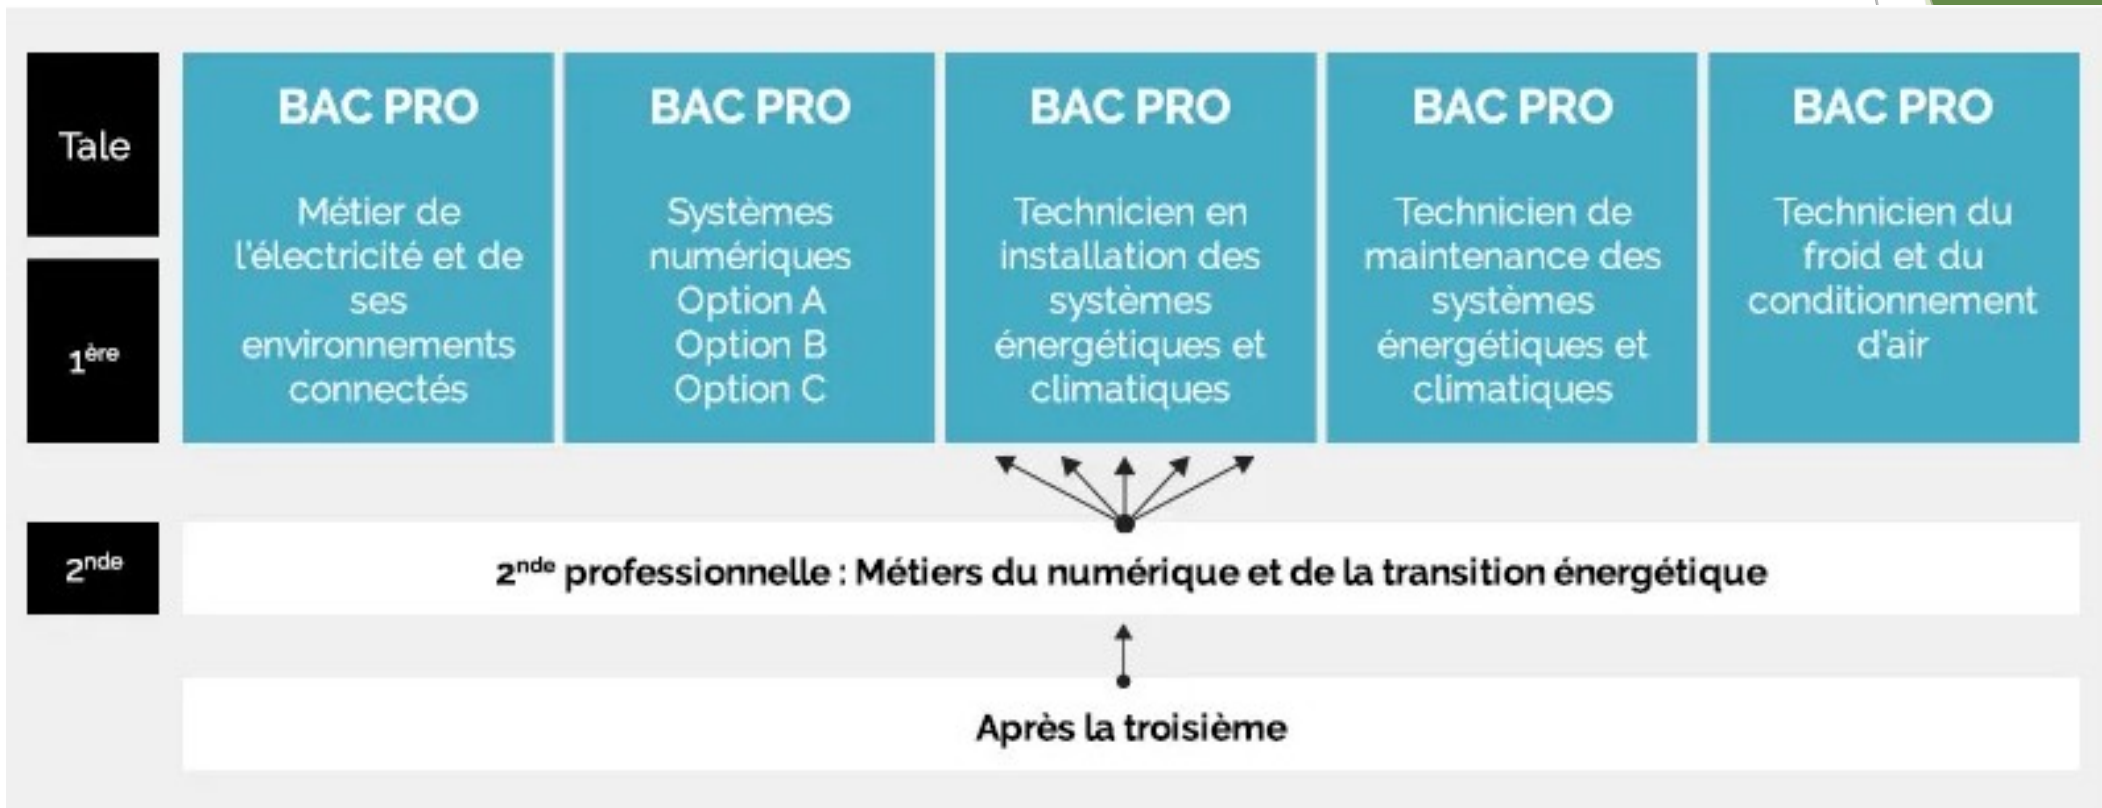 Tale
1ère
BAC PRO
Métier de
l'électricité et de
ses
environnements
connectés
BAC PRO
Systèmes
numériques
Option A
Option B
Option C
BAC PRO
Technicien en
installation des
systèmes
énergétiques et
climatiques
BAC PRO
Technicien de
maintenance des
systèmes
énergétiques et
climatiques
BAC PRO
Technicien du
froid et du
conditionnement
d'air
2nde
2nde professionnelle : Métiers du numérique et de la transition énergétique
Après la troisième